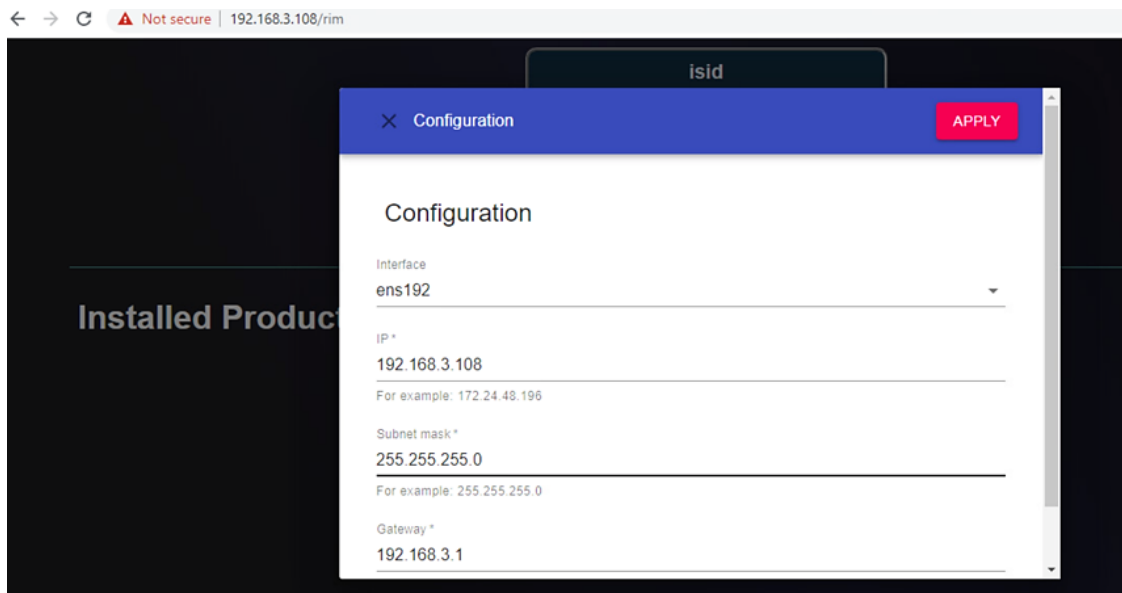 Not secure | 192.168.3.108/rim
isid
Configuration
APPLY
Configuration
Interface
ens192
Installed Produc
IP *
192.168.3.108
For example: 172.24.48.196
Subnet mask *
255.255.255.0
For example: 255.255.255.0
Gateway *
192.168.3.1